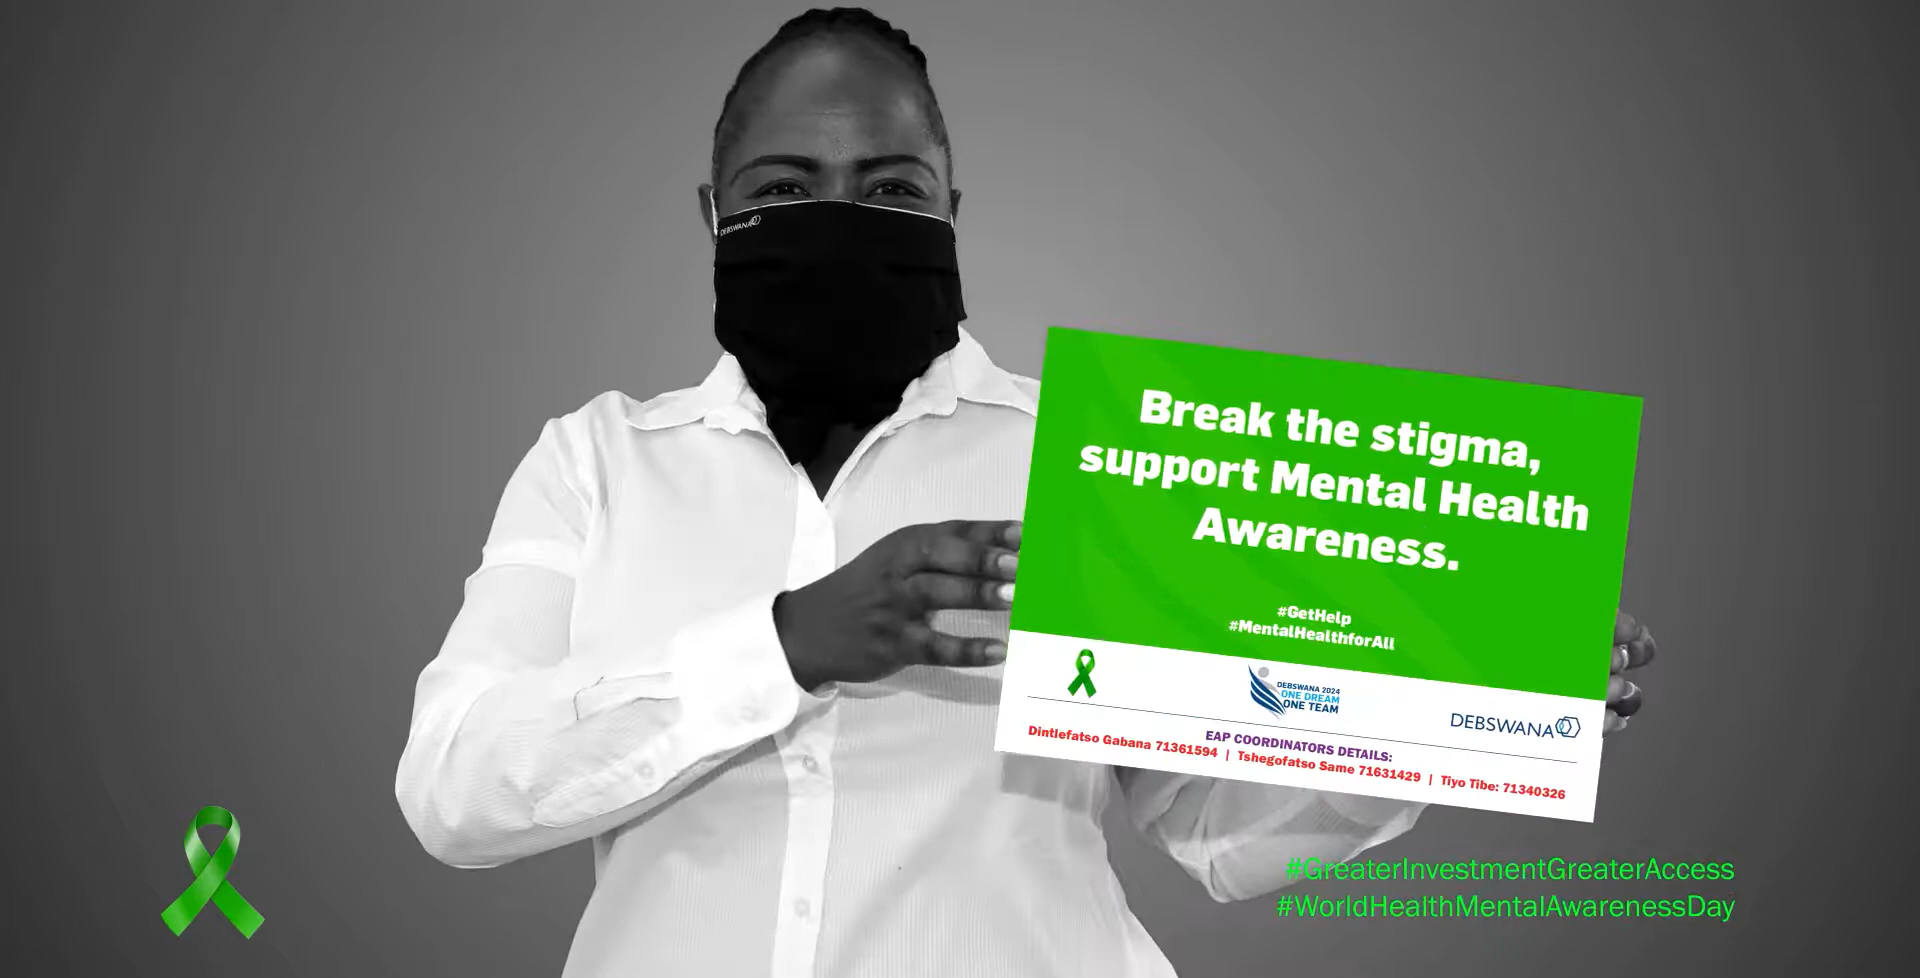 DEBSWANA
Break the stigma,
support Mental Health
Awareness.
#GetHelp
#MentalHealthforAll
DEBSWANA 2024
ONE DREAM
ONE TEAM
DEBSWANA
EAP COORDINATORS DETAILS:
Dintlefatso Gabana 71361594 | Tshegofatso Same 71631429 | Tiyo Tibe: 71340326
#GreaterInvestmentGreaterAccess
#WorldHealthMentalAwarenessDay